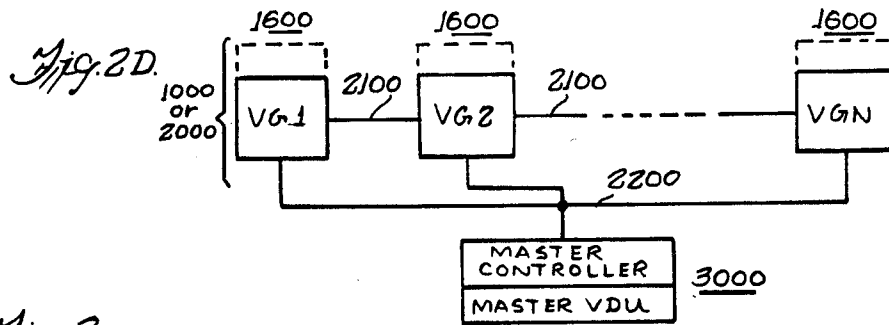 1600 1600 1600
Fig. 2D.
1000
or
2000
VG1 2100 VG2 2100 VGN
2200
MASTER
CONTROLLER
MASTER VDU
3000